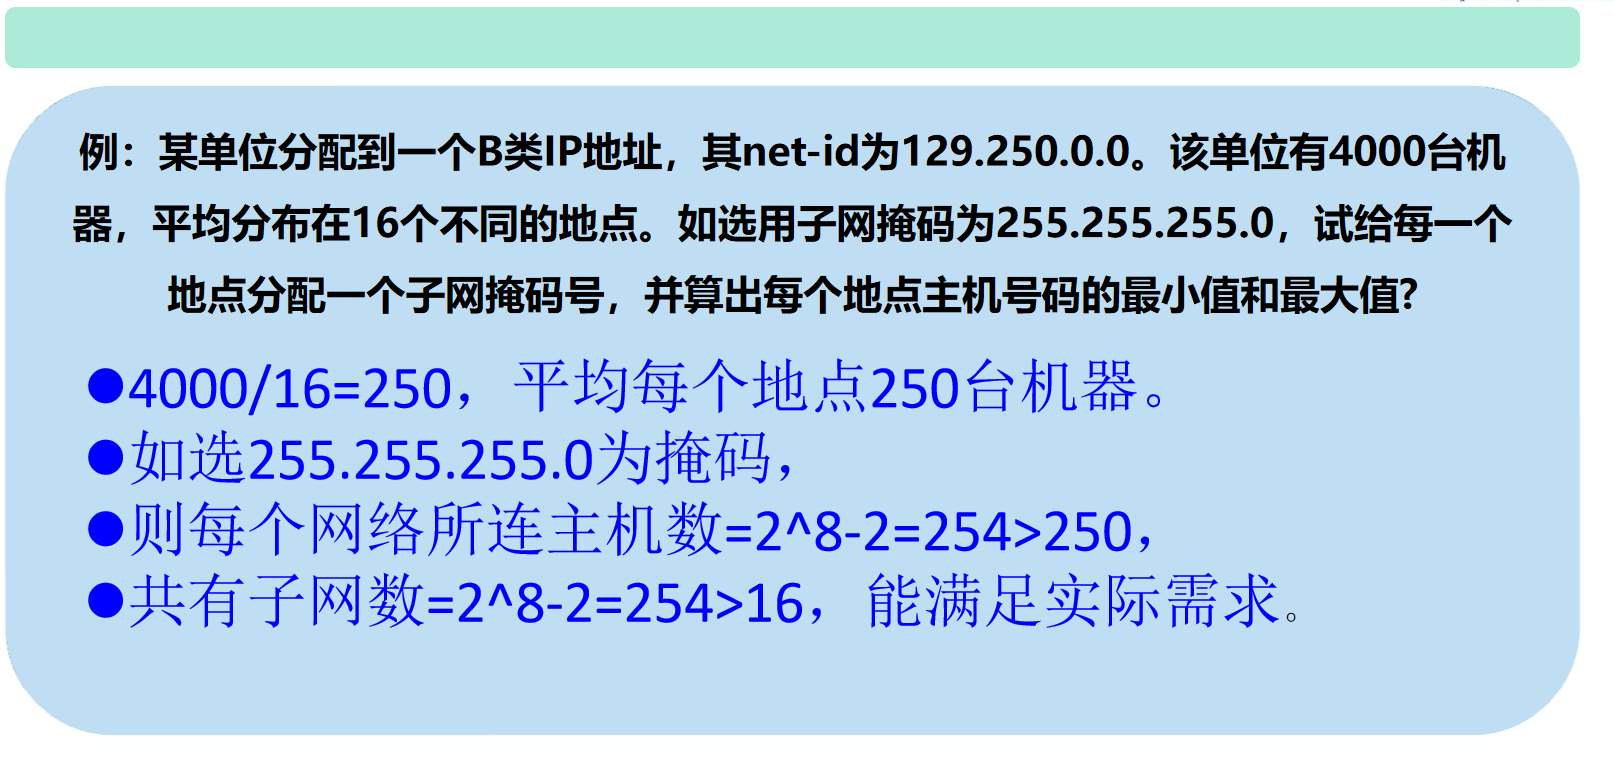 例：某单位分配到一个B类IP地址，其net-id为129.250.0.0。该单位有4000台机
器，平均分布在16个不同的地点。如选用子网掩码为255.255.255.0，试给每一个
地点分配一个子网掩码号，并算出每个地点主机号码的最小值和最大值?
●4000/16=250，平均每个地点250台机器。
●如选255.255.255.0为掩码，
●则每个网络所连主机数=2^8-2=254>250，
●共有子网数=2^8-2=254>16，能满足实际需求。